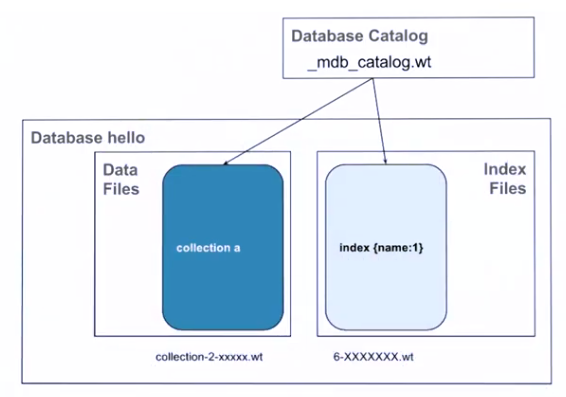 Database Catalog
_mdb_catalog.wt
Database hello
Data
Files
Index
Files
collection a
index {name:1}
collection-2-xxxxx.wt
6-XXXXXXX.wt